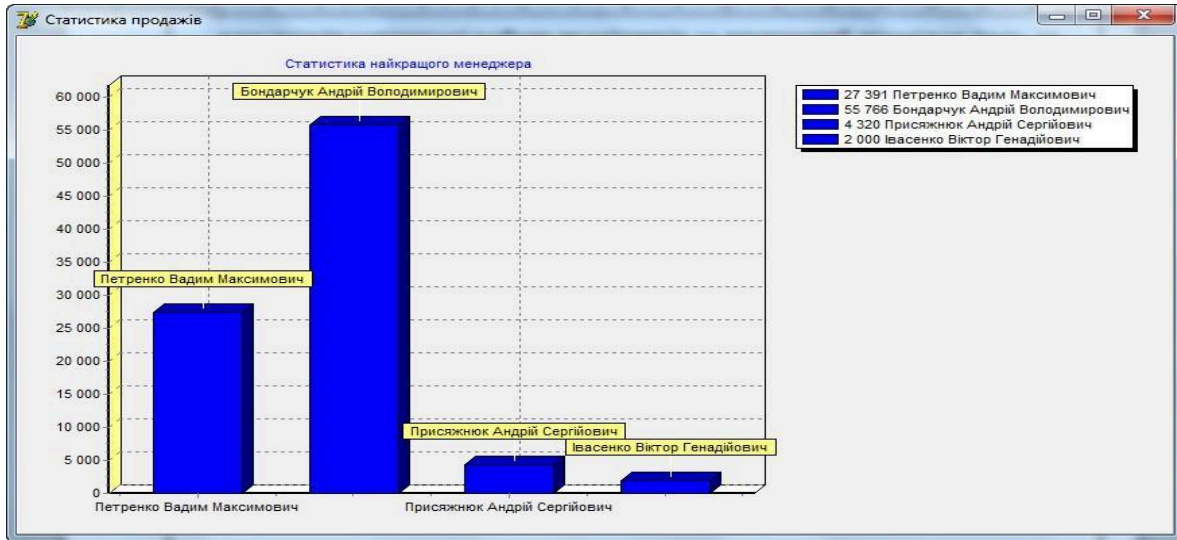 Статистика продажів
Статистика найкращого менеджера
Бондарчук Андрій Володимирович
Петренко Вадим Максимович
Присяжнюк Андрій Сергійович
Івасенко Віктор Генадійович
60 000
55 000
50 000
45 000
40 000
35 000
30 000
25 000
20 000
15 000
10 000
5 000
0
Петренко Вадим Максимович
Присяжнюк Андрій Сергійович
27 391 Петренко Вадим Максимович
55 766 Бондарчук Андрій Володимирович
4 320 Присяжнюк Андрій Сергійович
2 000 Івасенко Віктор Генадійович